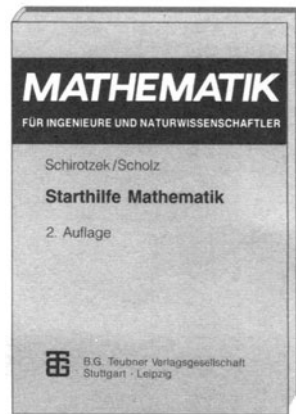 MATHEMATIK
FÜR INGENIEURE UND NATURWISSENSCHAFTLER
Schirotzek/Scholz
Starthilfe Mathematik
2. Auflage
B.G. Teubner Verlagsgesellschaft
Stuttgart · Leipzig